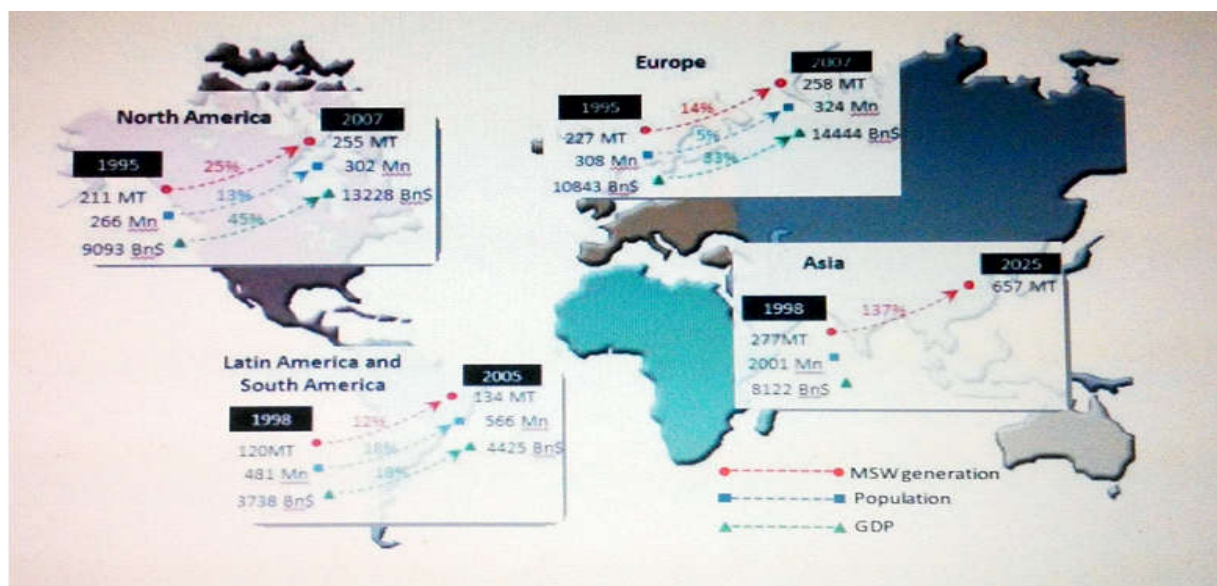 North America
1995
2007
211 MT
25%
255 MT
266 Mn
13%
302 Mn
9093 Bn$
45%
13228 Bn$
Europe
1995
2007
227 MT
14%
258 MT
308 Mn
5%
324 Mn
10843 Bn$
33%
14444 Bn$
Asia
1998
2025
277MT
137%
657 MT
2001 Mn
8122 Bn$
Latin America and
South America
1998
2005
120MT
12%
134 MT
481 Mn
18%
566 Mn
3738 Bn$
18%
4425 Bn$
MSW generation
Population
GDP